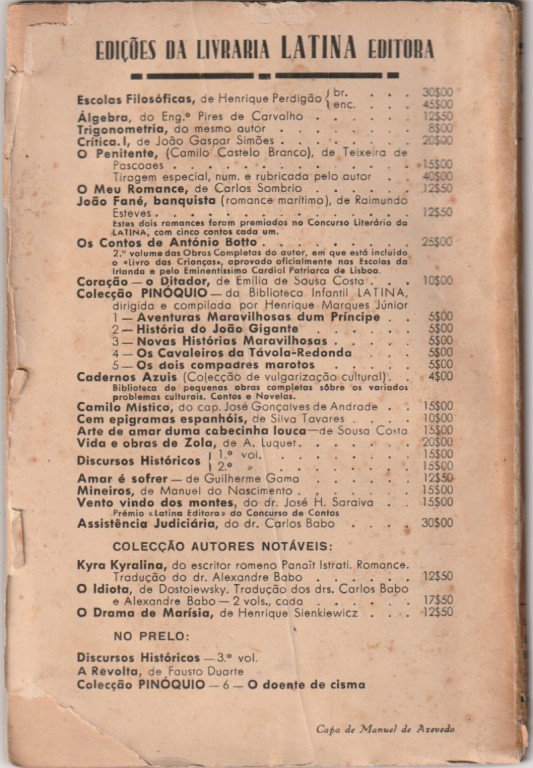 EDIÇÕES DA LIVRARIA LATINA EDITORA
Escolas Filosóficas, de Henrique Perdigão { br. . . . 30$00
enc. . . . 45$00
Álgebra, do Eng.º Pires de Carvalho . . . . . . 12$50
Trigonometria, do mesmo autor . . . . . . . . 8$00
Crítica. I, de João Gaspar Simões . . . . . . . . 20$00
O Penitente, (Camilo Castelo Branco), de Teixeira de
Pascoaes . . . . . . . . . . . . . . . 15$00
Tiragem especial, num. e rubricada pelo autor . . . 40$00
O Meu Romance, de Carlos Sombrio . . . . . . . 12$50
João Fané, banquista (romance marítimo), de Raimundo
Esteves . . . . . . . . . . . . . . . 12$50
Estes dois romances foram premiados no Concurso Literário da
LATINA, com cinco contos cada um.
Os Contos de António Botto . . . . . . . . . 25$00
2.º volume das Obras Completas do autor, em que está incluído
o «Livro das Crianças», aprovado oficialmente nas Escolas da
Irlanda e pelo Eminentíssimo Cardial Patriarca de Lisboa.
Coração — o Ditador, de Emília de Sousa Costa . . . 10$00
Colecção PINÓQUIO — da Biblioteca Infantil LATINA,
dirigida e compilada por Henrique Marques Júnior
1 — Aventuras Maravilhosas dum Príncipe . . . 5$00
2 — História do João Gigante . . . . . . . 5$00
3 — Novas Histórias Maravilhosas . . . . . . 5$00
4 — Os Cavaleiros da Távola-Redonda . . . . 5$00
5 — Os dois compadres marotos . . . . . . 5$00
Cadernos Azuis (Colecção de vulgarização cultural) . . 4$00
Biblioteca de pequenas obras completas sôbre os variados
problemas culturais. Contos e Novelas.
Camilo Místico, do cap. José Gonçalves de Andrade . . 15$00
Cem epigramas espanhóis, de Silva Tavares . . . . 10$00
Arte de amar duma cabecinha louca — de Sousa Costa 15$00
Vida e obras de Zola, de A. Luquet . . . . . . . 20$00
Discursos Históricos { 1.º vol. . . . . . . . . . 15$00
2.º » . . . . . . . . . . 15$00
Amar é sofrer — de Guilherme Gama . . . . . . 12$50
Mineiros, de Manuel do Nascimento . . . . . . . 15$00
Vento vindo dos montes, do dr. José H. Saraiva . . . 15$00
Prémio «Latina Editora» do Concurso de Contos
Assistência Judiciária, do dr. Carlos Babo . . . . 30$00
COLECÇÃO AUTORES NOTÁVEIS:
Kyra Kyralina, do escritor romeno Panaït Istrati. Romance.
Tradução do dr. Alexandre Babo . . . . . . 12$50
O Idiota, de Dostoiewsky. Tradução dos drs. Carlos Babo
e Alexandre Babo — 2 vols., cada . . . . . . 17$50
O Drama de Marísia, de Henrique Sienkiewicz . . . 12$50
NO PRELO:
Discursos Históricos — 3.º vol.
A Revolta, de Fausto Duarte
Colecção PINÓQUIO — 6 — O doente de cisma
Capa de Manuel de Azevedo